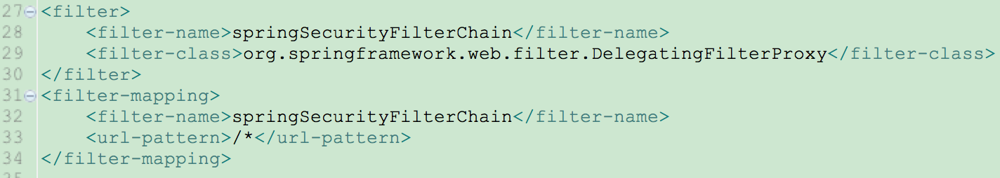 27 <filter>
28     <filter-name>springSecurityFilterChain</filter-name>
29     <filter-class>org.springframework.web.filter.DelegatingFilterProxy</filter-class>
30 </filter>
31 <filter-mapping>
32     <filter-name>springSecurityFilterChain</filter-name>
33     <url-pattern>/*</url-pattern>
34 </filter-mapping>